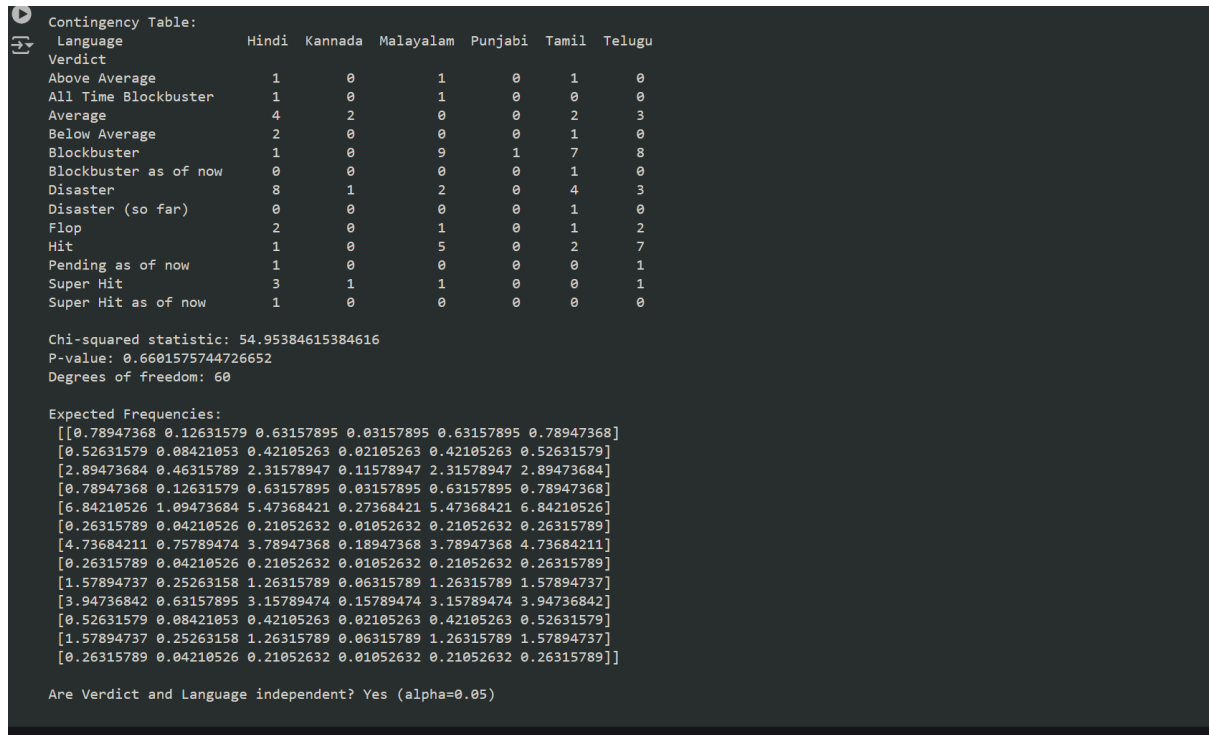 Contingency Table:
Language Hindi Kannada Malayalam Punjabi Tamil Telugu
Verdict
Above Average 1 0 1 0 1 0
All Time Blockbuster 1 0 1 0 0 0
Average 4 2 0 0 2 3
Below Average 2 0 0 0 1 0
Blockbuster 1 0 9 1 7 8
Blockbuster as of now 0 0 0 0 1 0
Disaster 8 1 2 0 4 3
Disaster (so far) 0 0 0 0 1 0
Flop 2 0 1 0 1 2
Hit 1 0 5 0 2 7
Pending as of now 1 0 0 0 0 1
Super Hit 3 1 1 0 0 1
Super Hit as of now 1 0 0 0 0 0
Chi-squared statistic: 54.95384615384616
P-value: 0.6601575744726652
Degrees of freedom: 60
Expected Frequencies:
[[0.78947368 0.12631579 0.63157895 0.03157895 0.63157895 0.78947368]
[0.52631579 0.08421053 0.42105263 0.02105263 0.42105263 0.52631579]
[2.89473684 0.46315789 2.31578947 0.11578947 2.31578947 2.89473684]
[0.78947368 0.12631579 0.63157895 0.03157895 0.63157895 0.78947368]
[6.84210526 1.09473684 5.47368421 0.27368421 5.47368421 6.84210526]
[0.26315789 0.04210526 0.21052632 0.01052632 0.21052632 0.26315789]
[4.73684211 0.75789474 3.78947368 0.18947368 3.78947368 4.73684211]
[0.26315789 0.04210526 0.21052632 0.01052632 0.21052632 0.26315789]
[1.57894737 0.25263158 1.26315789 0.06315789 1.26315789 1.57894737]
[3.94736842 0.63157895 3.15789474 0.15789474 3.15789474 3.94736842]
[0.52631579 0.08421053 0.42105263 0.02105263 0.42105263 0.52631579]
[1.57894737 0.25263158 1.26315789 0.06315789 1.26315789 1.57894737]
[0.26315789 0.04210526 0.21052632 0.01052632 0.21052632 0.26315789]]
Are Verdict and Language independent? Yes (alpha=0.05)